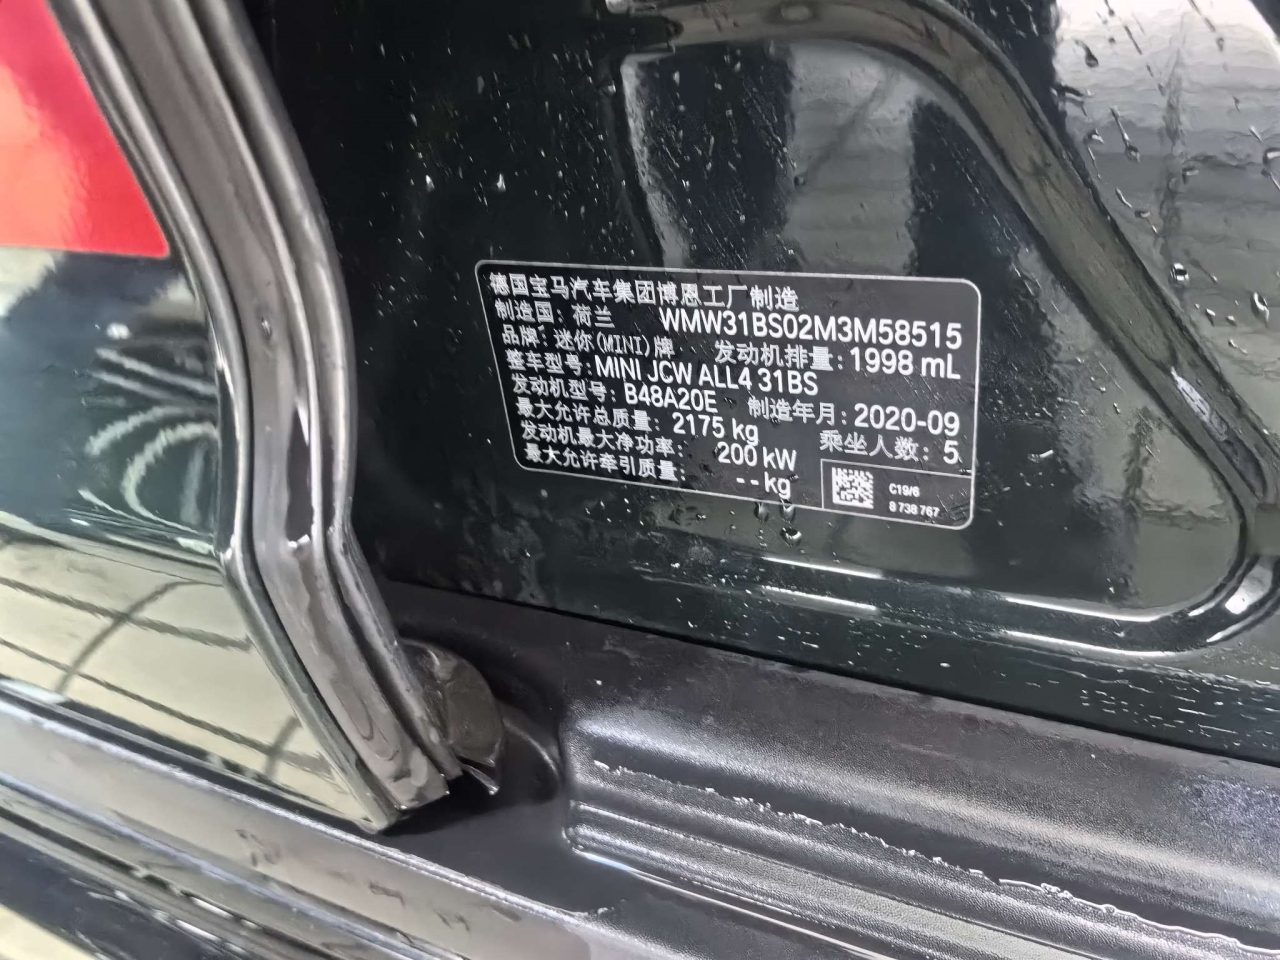 德国宝马汽车集团博恩工厂制造
制造国：荷兰 WMW31BS02M3M58515
品牌：迷你(MINI)牌 发动机排量：1998 mL
整车型号：MINI JCW ALL4 31BS
发动机型号：B48A20E 制造年月：2020-09
最大允许总质量：2175 kg 乘坐人数：5
发动机最大净功率：200 kW
最大允许牵引质量：--kg
C19/6
8 738 767